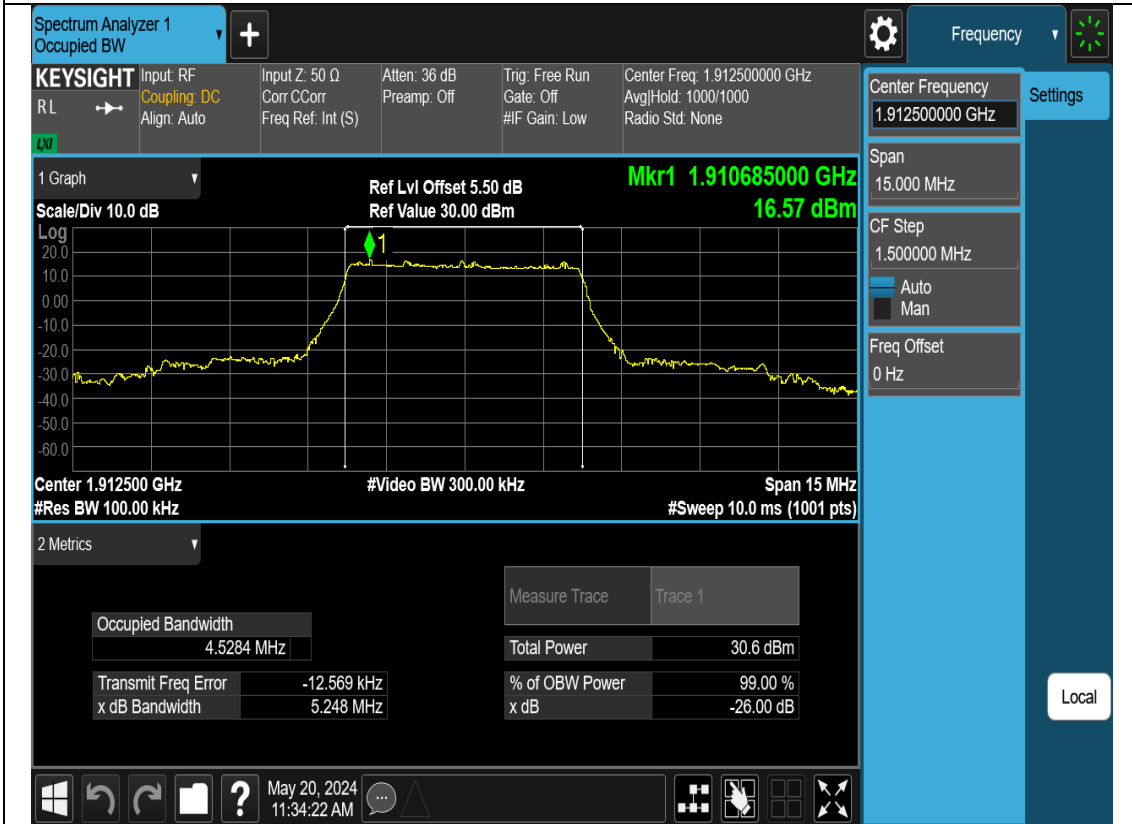 Spectrum Analyzer 1
Occupied BW
+
Frequency
KEYSIGHT
R L
LXI
Input: RF
Coupling: DC
Align: Auto
Input Z: 50 Ω
Corr CCorr
Freq Ref: Int (S)
Atten: 36 dB
Preamp: Off
Trig: Free Run
Gate: Off
#IF Gain: Low
Center Freq: 1.912500000 GHz
Avg|Hold: 1000/1000
Radio Std: None
Center Frequency
1.912500000 GHz
Settings
Span
15.000 MHz
CF Step
1.500000 MHz
Auto
Man
Freq Offset
0 Hz
Local
1 Graph
Ref Lvl Offset 5.50 dB
Mkr1 1.910685000 GHz
Scale/Div 10.0 dB
Ref Value 30.00 dBm
16.57 dBm
Log
1
20.0
10.0
0.00
-10.0
-20.0
-30.0
-40.0
-50.0
-60.0
Center 1.912500 GHz
#Video BW 300.00 kHz
Span 15 MHz
#Res BW 100.00 kHz
#Sweep 10.0 ms (1001 pts)
2 Metrics
Measure Trace
Trace 1
Occupied Bandwidth
4.5284 MHz
Total Power
30.6 dBm
Transmit Freq Error
-12.569 kHz
% of OBW Power
99.00 %
x dB Bandwidth
5.248 MHz
x dB
-26.00 dB
?
May 20, 2024
11:34:22 AM